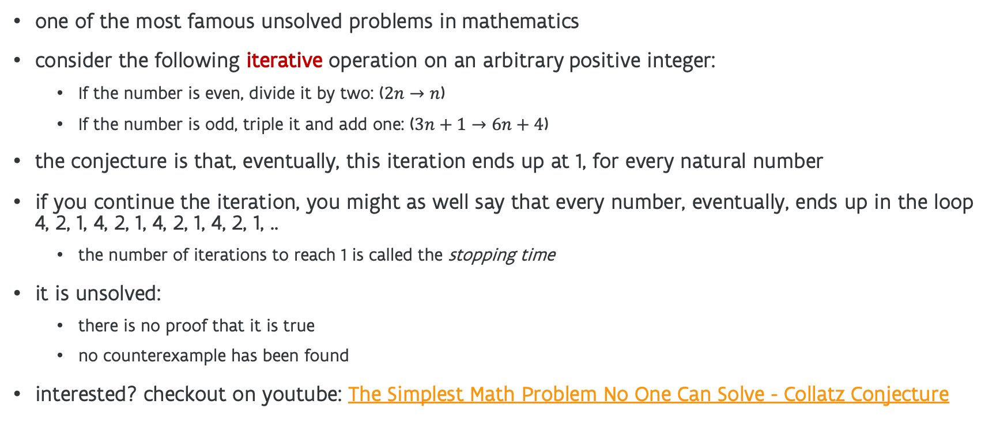 • one of the most famous unsolved problems in mathematics
• consider the following iterative operation on an arbitrary positive integer:
• If the number is even, divide it by two: (2n → n)
• If the number is odd, triple it and add one: (3n + 1 → 6n + 4)
• the conjecture is that, eventually, this iteration ends up at 1, for every natural number
• if you continue the iteration, you might as well say that every number, eventually, ends up in the loop
4, 2, 1, 4, 2, 1, 4, 2, 1, 4, 2, 1, ..
• the number of iterations to reach 1 is called the stopping time
• it is unsolved:
• there is no proof that it is true
• no counterexample has been found
• interested? checkout on youtube: The Simplest Math Problem No One Can Solve - Collatz Conjecture